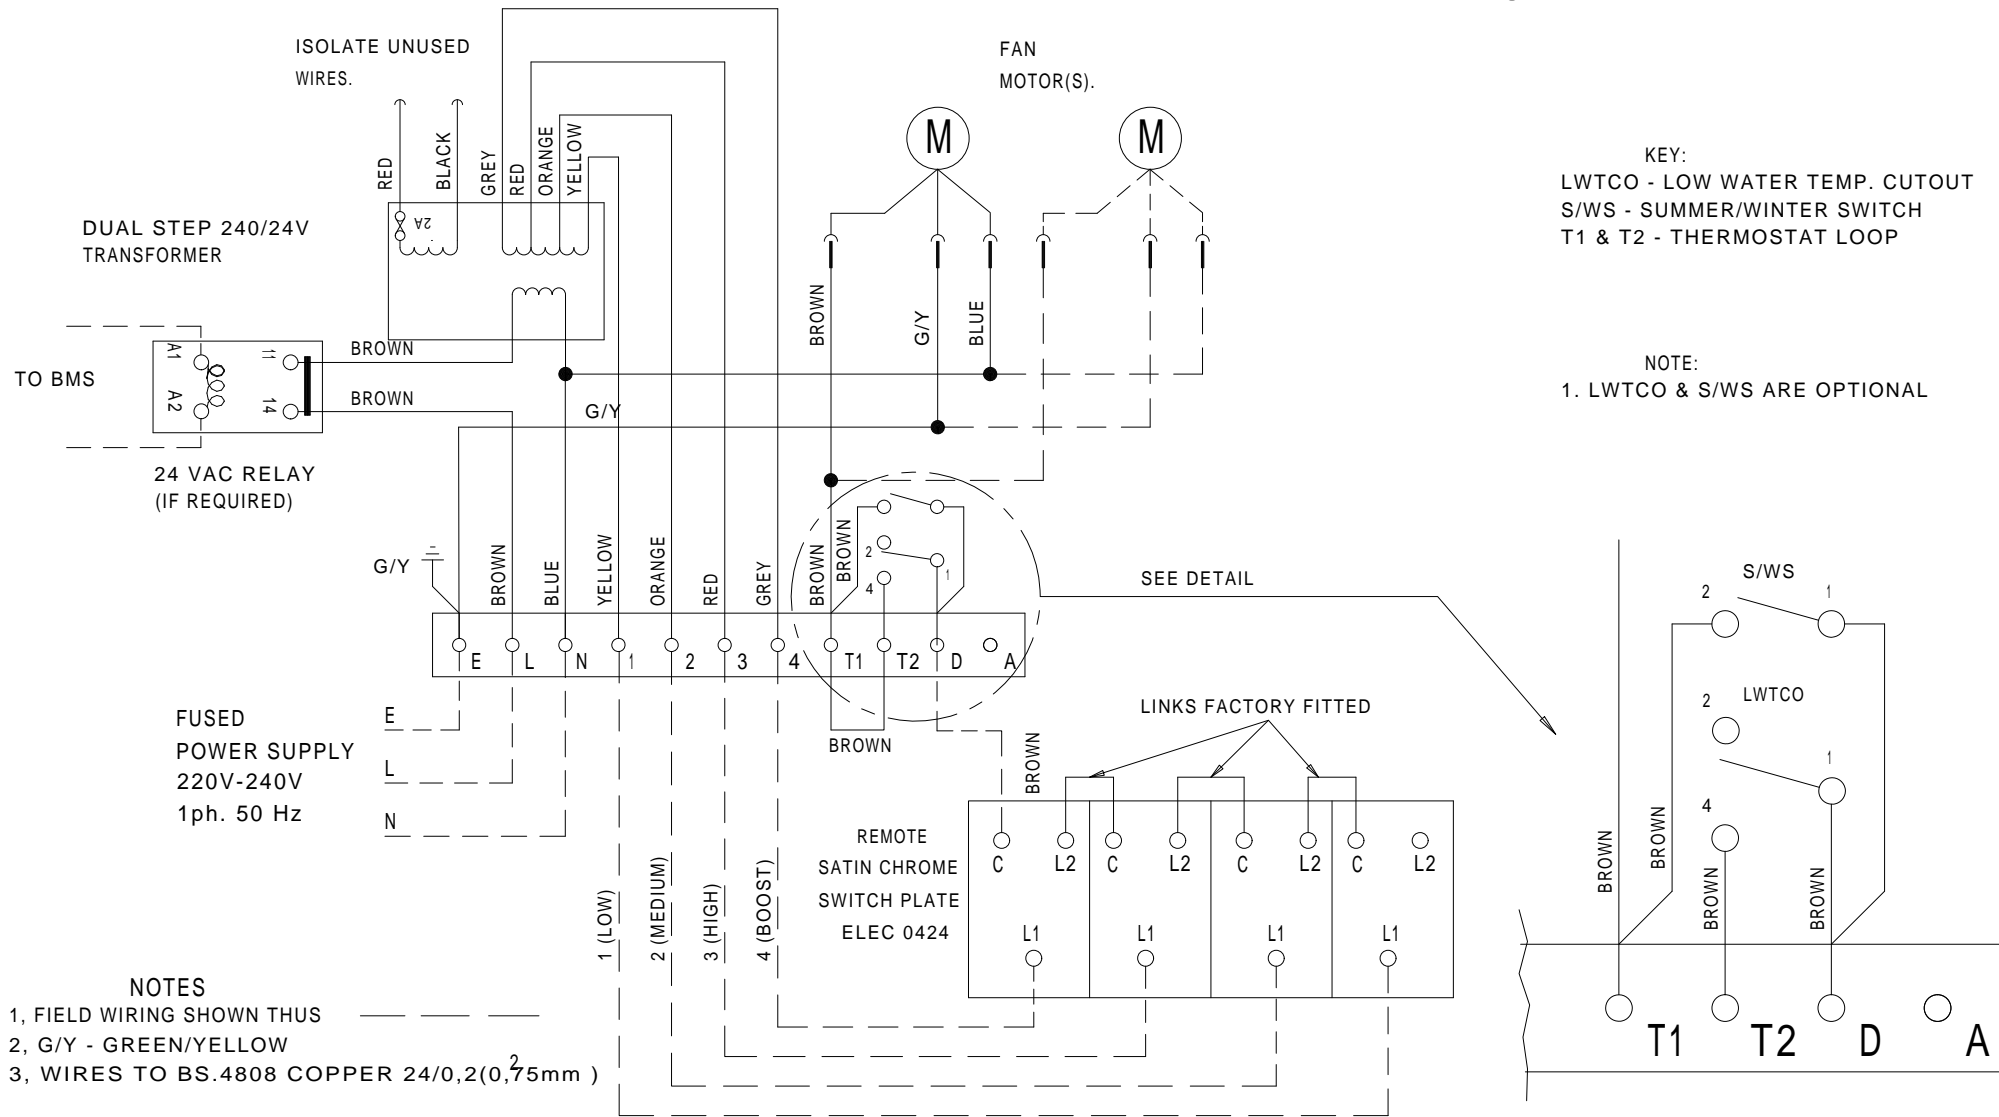 ISOLATE UNUSED
WIRES.
FAN
MOTOR(S).
RED
BLACK
GREY
RED
ORANGE
YELLOW
2A
M
M
KEY:
LWTCO - LOW WATER TEMP. CUTOUT
S/WS - SUMMER/WINTER SWITCH
T1 & T2 - THERMOSTAT LOOP
DUAL STEP 240/24V
TRANSFORMER
BROWN
G/Y
BLUE
TO BMS
A1
A2
11
14
BROWN
BROWN
G/Y
NOTE:
1. LWTCO & S/WS ARE OPTIONAL
24 VAC RELAY
(IF REQUIRED)
G/Y
BROWN
BLUE
YELLOW
ORANGE
RED
GREY
BROWN
BROWN
2
4
1
SEE DETAIL
E
L
N
1
2
3
4
T1
T2
D
A
S/WS
2
1
2
LWTCO
1
4
BROWN
BROWN
BROWN
BROWN
T1
T2
D
A
FUSED
POWER SUPPLY
220V-240V
1ph. 50 Hz
E
L
N
BROWN
BROWN
LINKS FACTORY FITTED
REMOTE
SATIN CHROME
SWITCH PLATE
ELEC 0424
C
L2
C
L2
C
L2
C
L2
L1
L1
L1
L1
1 (LOW)
2 (MEDIUM)
3 (HIGH)
4 (BOOST)
NOTES
1, FIELD WIRING SHOWN THUS
2, G/Y - GREEN/YELLOW
3, WIRES TO BS.4808 COPPER 24/0,2(0,75mm2 )